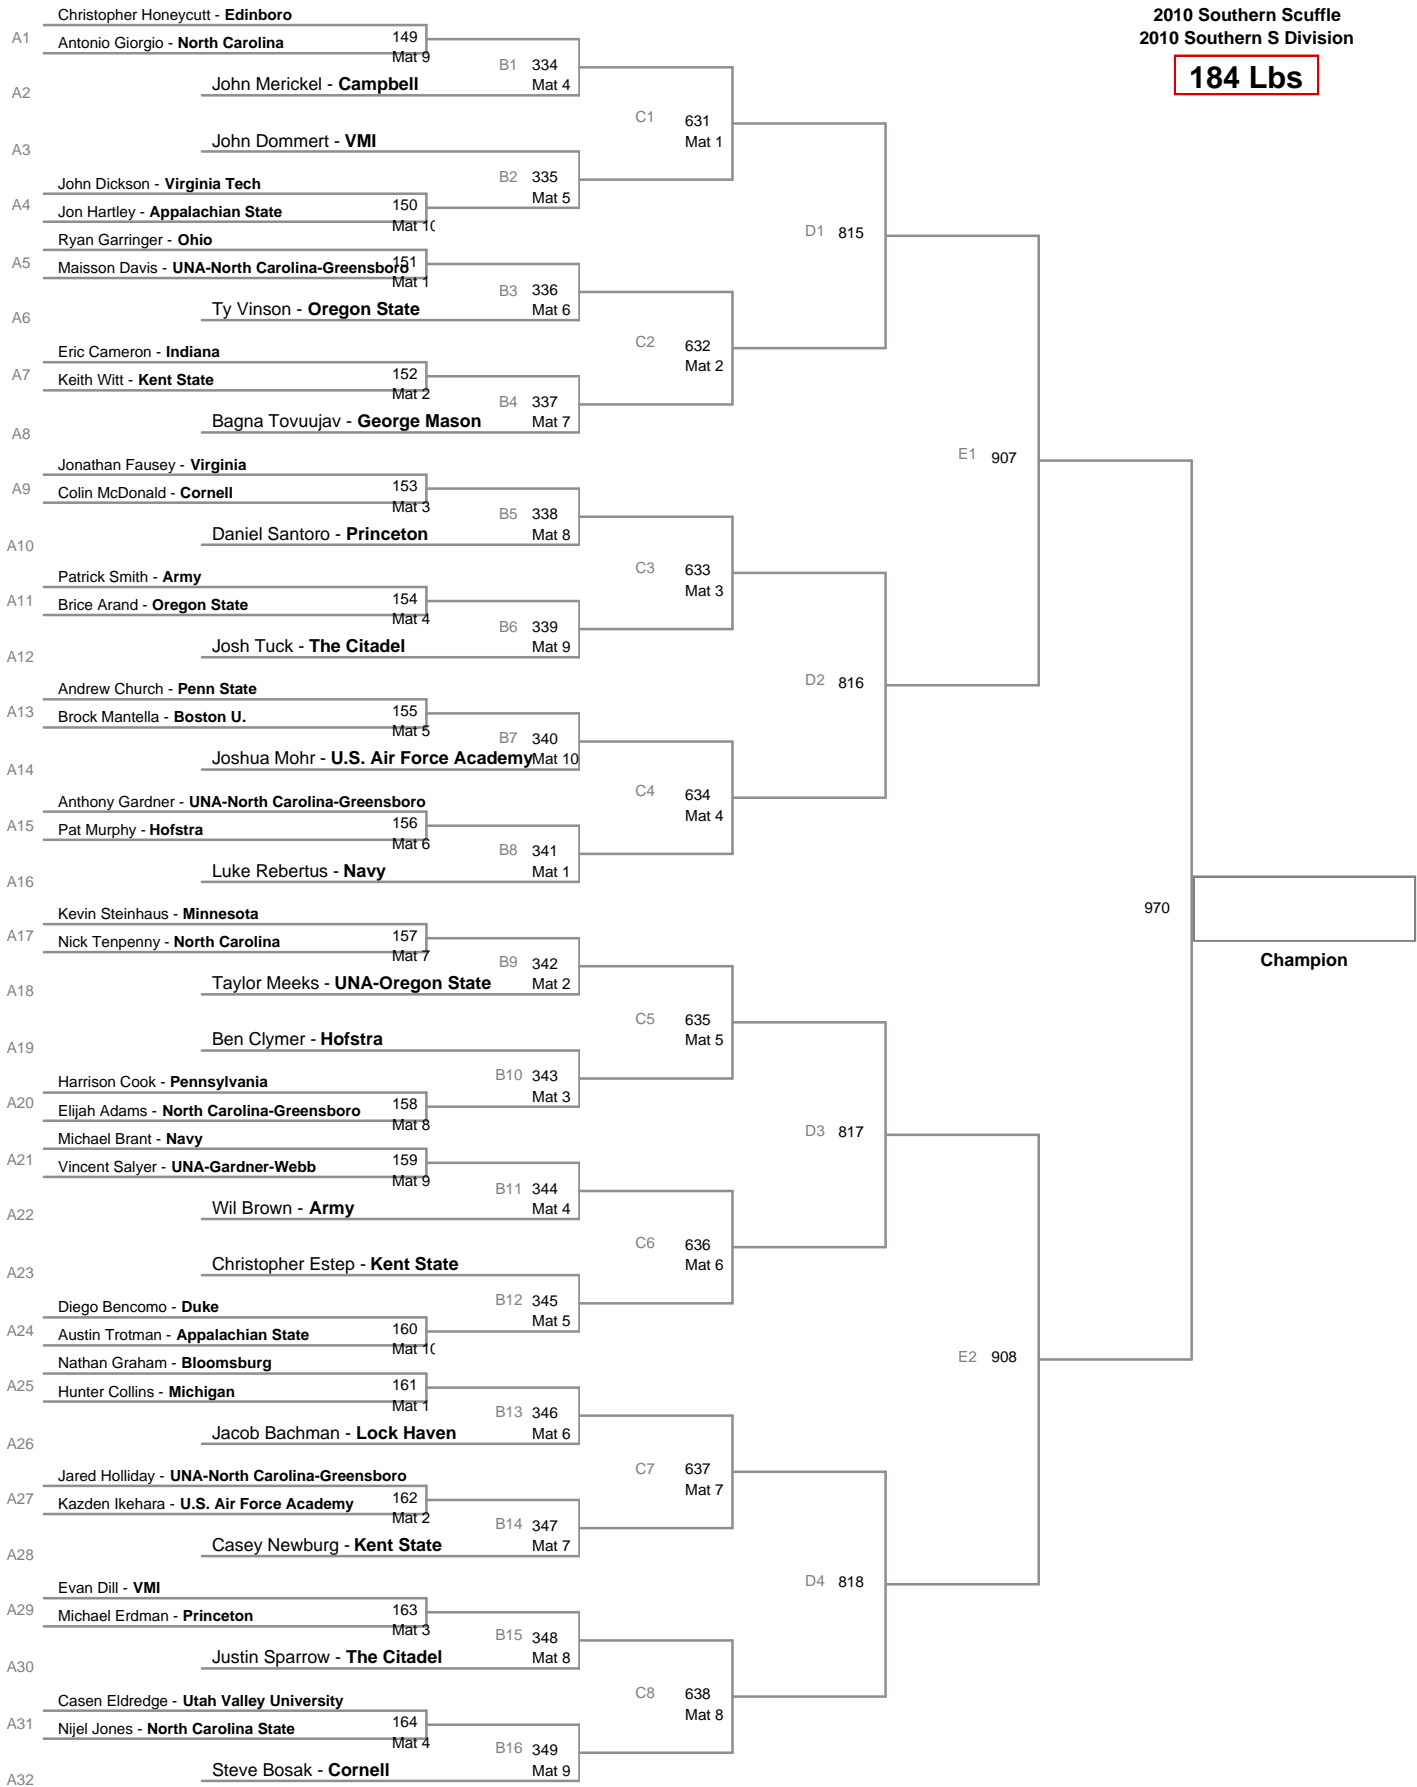 2010 Southern Scuffle
2010 Southern S Division
184 Lbs
Christopher Honeycutt - Edinboro
A1
Antonio Giorgio - North Carolina
149
Mat 9
B1 334
John Merickel - Campbell
Mat 4
A2
C1 631
Mat 1
John Dommert - VMI
A3
B2 335
John Dickson - Virginia Tech
Mat 5
A4
Jon Hartley - Appalachian State
150
Mat 10
D1 815
Ryan Garringer - Ohio
A5
Maisson Davis - UNA-North Carolina-Greensboro
151
Mat 1
B3 336
Ty Vinson - Oregon State
Mat 6
A6
C2 632
Mat 2
Eric Cameron - Indiana
A7
Keith Witt - Kent State
152
Mat 2
B4 337
Bagna Tovuujav - George Mason
Mat 7
A8
E1 907
Jonathan Fausey - Virginia
A9
Colin McDonald - Cornell
153
Mat 3
B5 338
Daniel Santoro - Princeton
Mat 8
A10
C3 633
Mat 3
Patrick Smith - Army
A11
Brice Arand - Oregon State
154
Mat 4
B6 339
Josh Tuck - The Citadel
Mat 9
A12
D2 816
Andrew Church - Penn State
A13
Brock Mantella - Boston U.
155
Mat 5
B7 340
Joshua Mohr - U.S. Air Force Academy
Mat 10
A14
C4 634
Mat 4
Anthony Gardner - UNA-North Carolina-Greensboro
A15
Pat Murphy - Hofstra
156
Mat 6
B8 341
Luke Rebertus - Navy
Mat 1
A16
970
Champion
Kevin Steinhaus - Minnesota
A17
Nick Tenpenny - North Carolina
157
Mat 7
B9 342
Taylor Meeks - UNA-Oregon State
Mat 2
A18
C5 635
Mat 5
Ben Clymer - Hofstra
A19
B10 343
Harrison Cook - Pennsylvania
Mat 3
A20
Elijah Adams - North Carolina-Greensboro
158
Mat 8
D3 817
Michael Brant - Navy
A21
Vincent Salyer - UNA-Gardner-Webb
159
Mat 9
B11 344
Wil Brown - Army
Mat 4
A22
C6 636
Mat 6
Christopher Estep - Kent State
A23
B12 345
Diego Bencomo - Duke
Mat 5
A24
Austin Trotman - Appalachian State
160
Mat 10
E2 908
Nathan Graham - Bloomsburg
A25
Hunter Collins - Michigan
161
Mat 1
B13 346
Jacob Bachman - Lock Haven
Mat 6
A26
C7 637
Mat 7
Jared Holliday - UNA-North Carolina-Greensboro
A27
Kazden Ikehara - U.S. Air Force Academy
162
Mat 2
B14 347
Casey Newburg - Kent State
Mat 7
A28
D4 818
Evan Dill - VMI
A29
Michael Erdman - Princeton
163
Mat 3
B15 348
Justin Sparrow - The Citadel
Mat 8
A30
C8 638
Mat 8
Casen Eldredge - Utah Valley University
A31
Nijel Jones - North Carolina State
164
Mat 4
B16 349
Steve Bosak - Cornell
Mat 9
A32